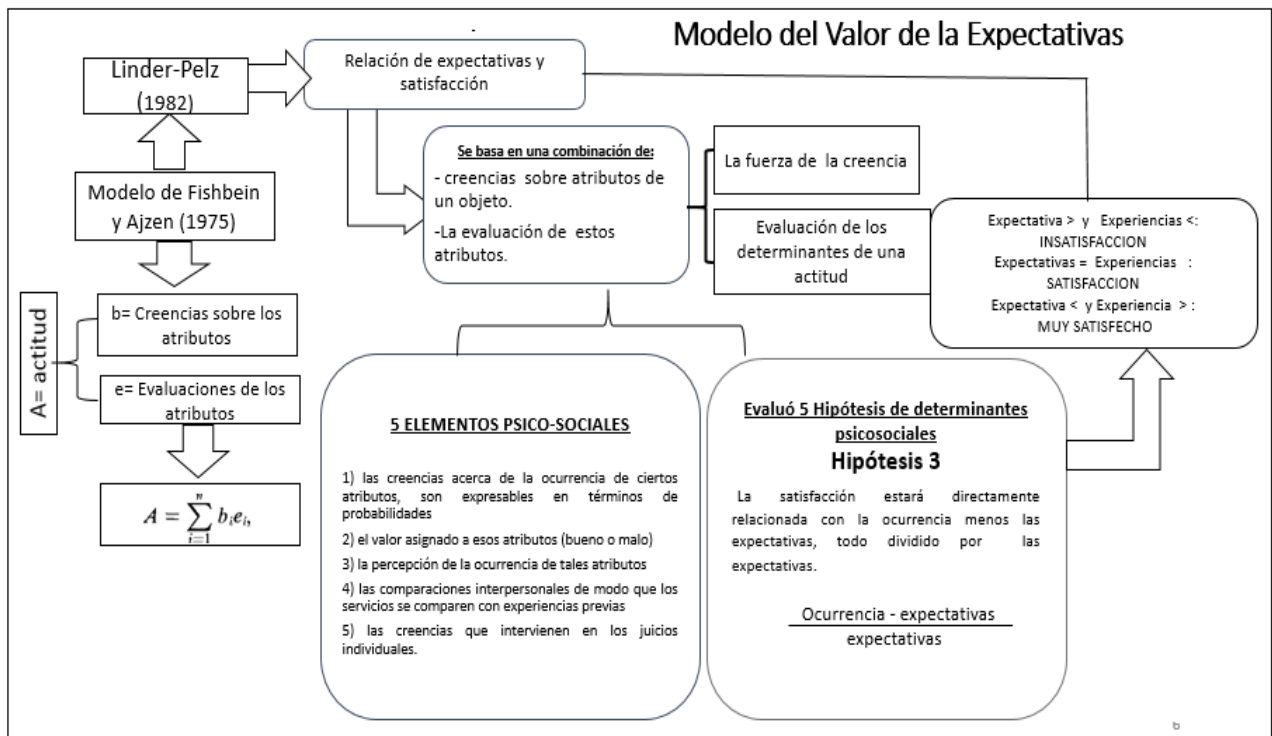 Modelo del Valor de la Expectativas
Linder-Pelz
(1982)
Relación de expectativas y
satisfacción
Modelo de Fishbein
y Ajzen (1975)
Se basa en una combinación de:
- creencias sobre atributos de
un objeto.
-La evaluación de estos
atributos.
La fuerza de la creencia
Evaluación de los
determinantes de una
actitud
Expectativa > y Experiencias <:
INSATISFACCION
Expectativas = Experiencias :
SATISFACCION
Expectativa < y Experiencia > :
MUY SATISFECHO
A= actitud
b= Creencias sobre los
atributos
e= Evaluaciones de los
atributos
A = ∑ⁿᵢ₌₁ bᵢeᵢ,
5 ELEMENTOS PSICO-SOCIALES
1) las creencias acerca de la ocurrencia de ciertos
atributos, son expresables en términos de
probabilidades
2) el valor asignado a esos atributos (bueno o malo)
3) la percepción de la ocurrencia de tales atributos
4) las comparaciones interpersonales de modo que los
servicios se comparen con experiencias previas
5) las creencias que intervienen en los juicios
individuales.
Evaluó 5 Hipótesis de determinantes
psicosociales
Hipótesis 3
La satisfacción estará directamente
relacionada con la ocurrencia menos las
expectativas, todo dividido por las
expectativas.
Ocurrencia - expectativas
expectativas